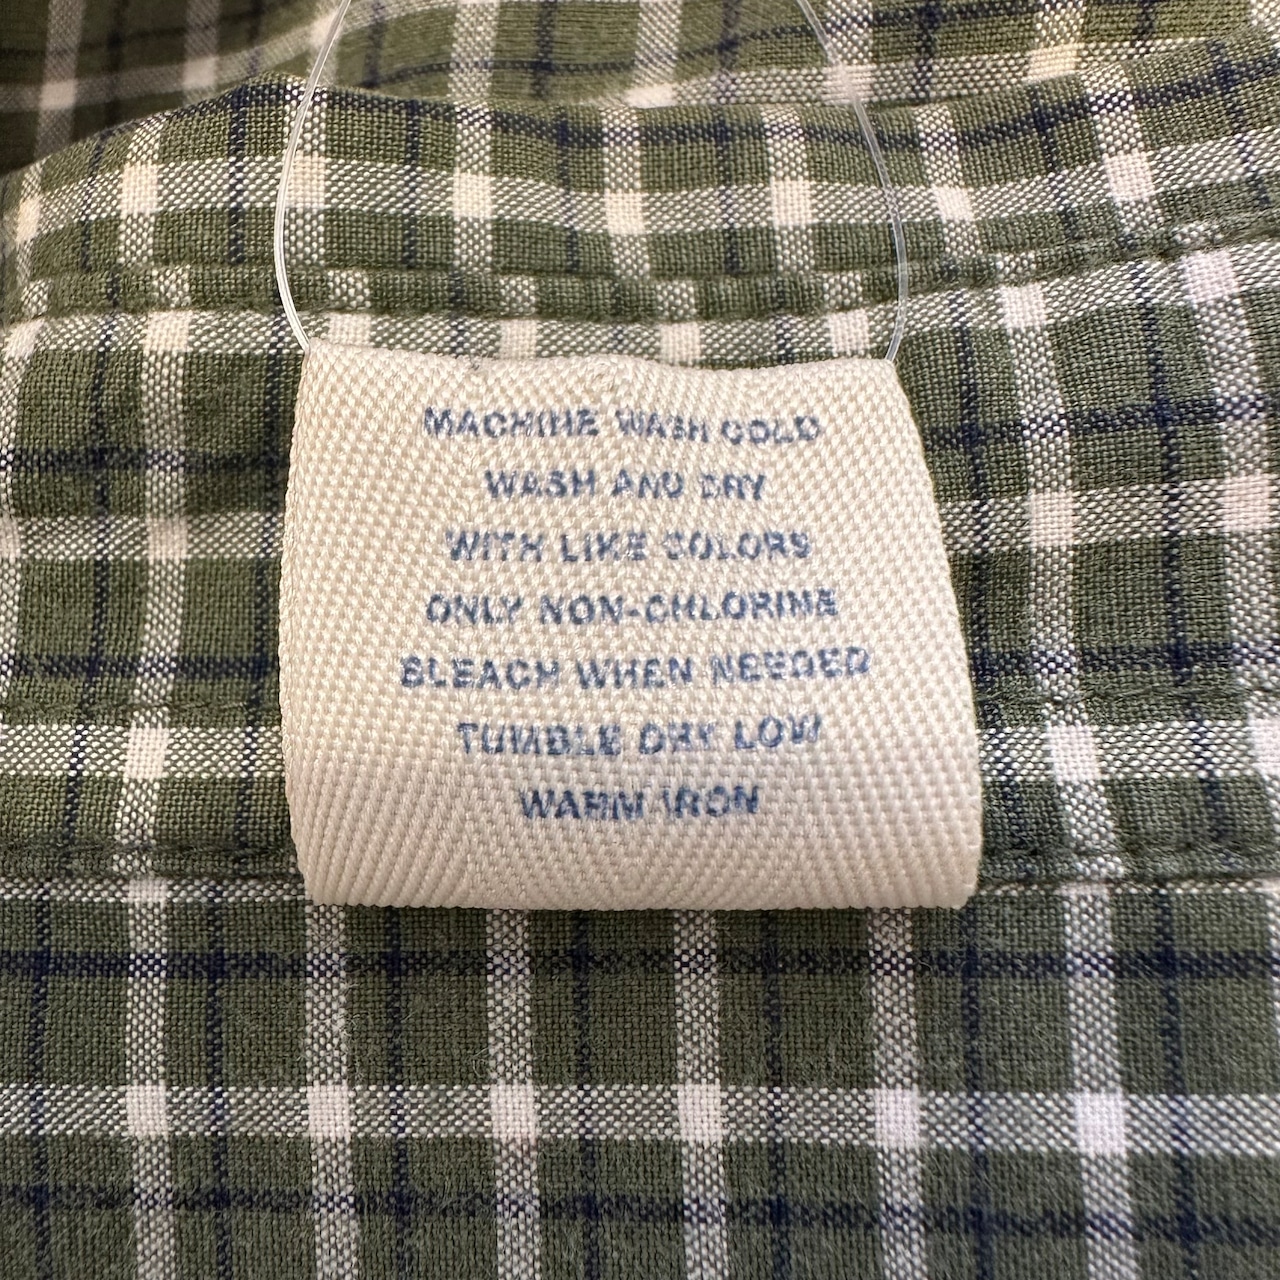 MACHINE WASH COLD
WASH AND DRY
WITH LIKE COLORS
ONLY NON-CHLORINE
BLEACH WHEN NEEDED
TUMBLE DRY LOW
WARM IRON